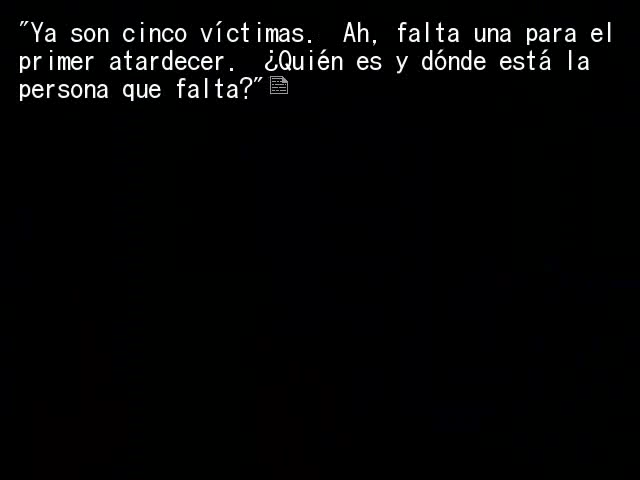 "Ya son cinco víctimas.  Ah, falta una para el
primer atardecer.  ¿Quién es y dónde está la
persona que falta?"